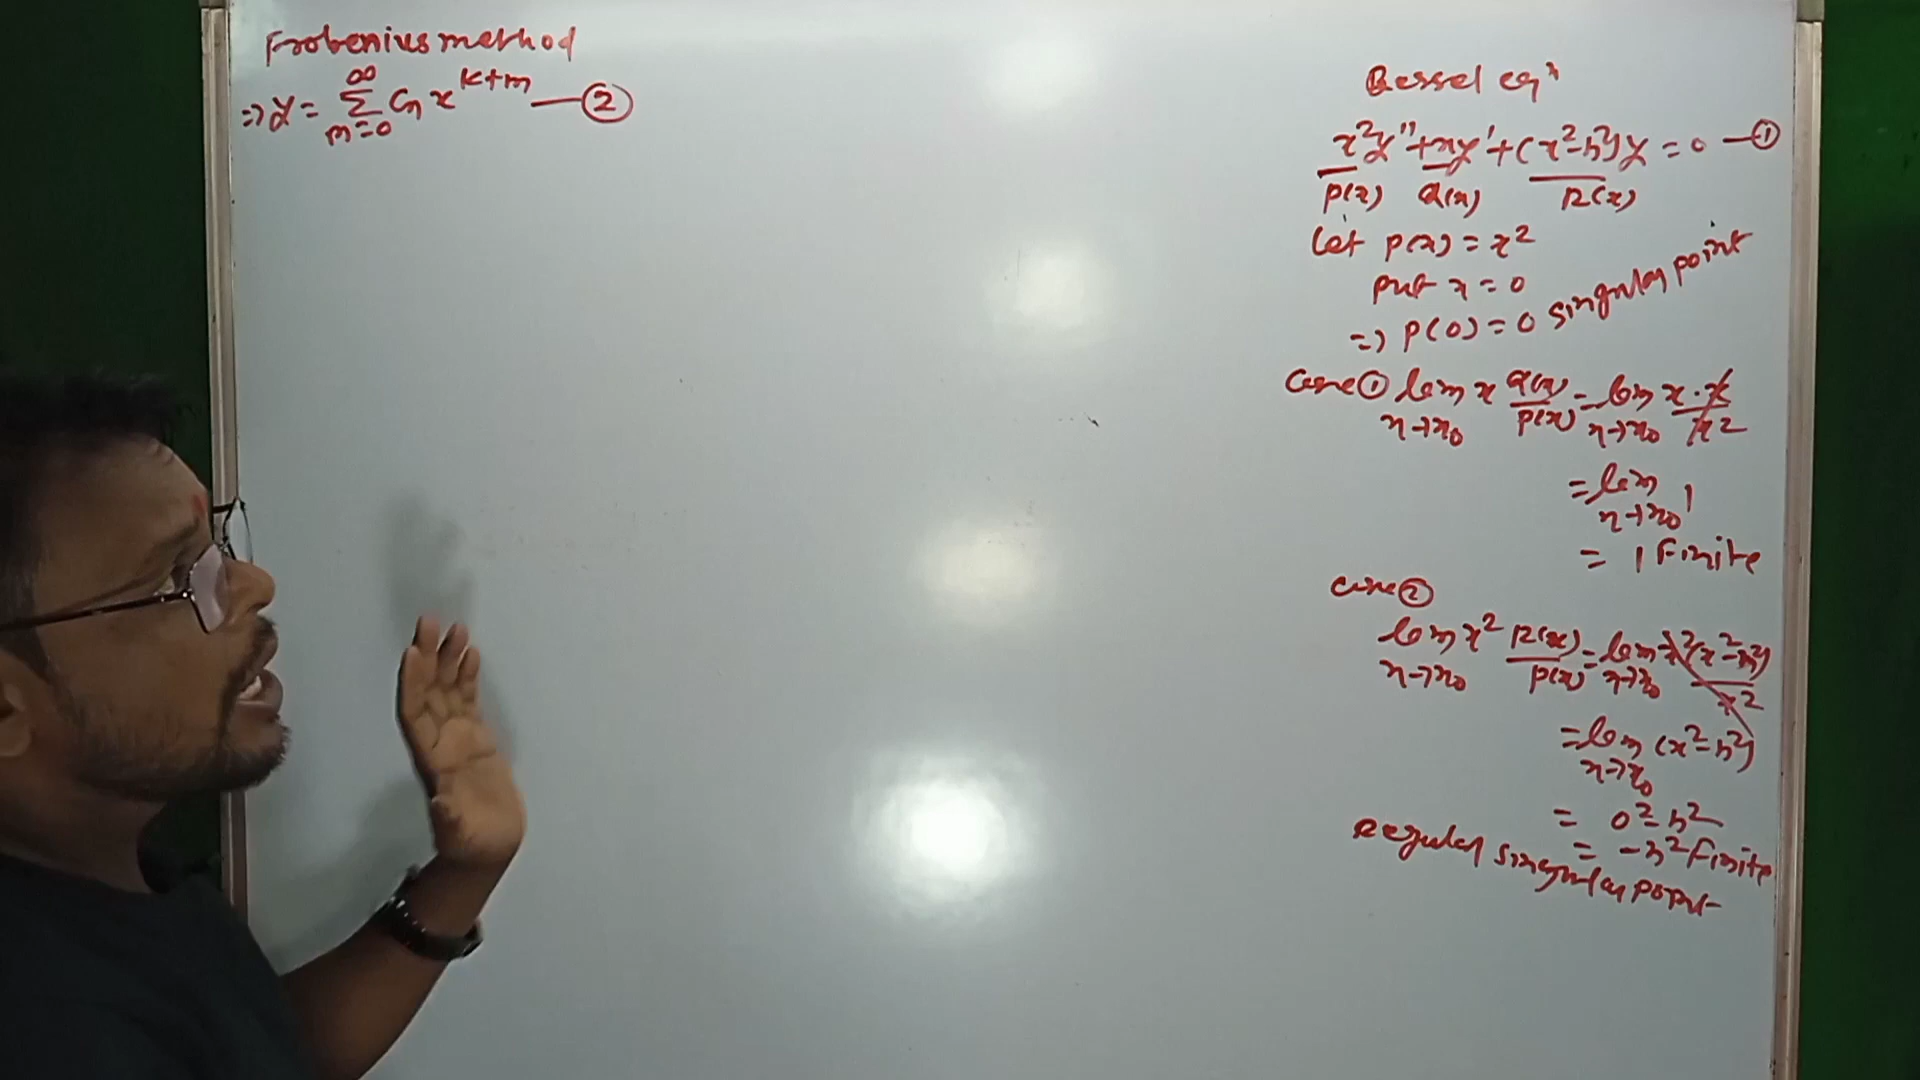 Frobenius method
=> y = ∑_{m=0}^{∞} C_m x^{k+m} — ②
Bessel eqⁿ
x²y'' + xy' + (x²-n²)y = 0 — ①
P(x) Q(x) R(x)
Let P(x) = x²
put x = 0
=> P(0) = 0 singular point
Case ① lim_{x→x₀} x Q(x)/P(x) = lim_{x→x₀} x·x/x²
= lim_{x→x₀} 1
= 1 Finite
Case ②
lim_{x→x₀} x² R(x)/P(x) = lim_{x→x₀} x²(x²-n²)/x²
= lim_{x→x₀} (x²-n²)
= 0²-n²
= -n² Finite
Regular singular point